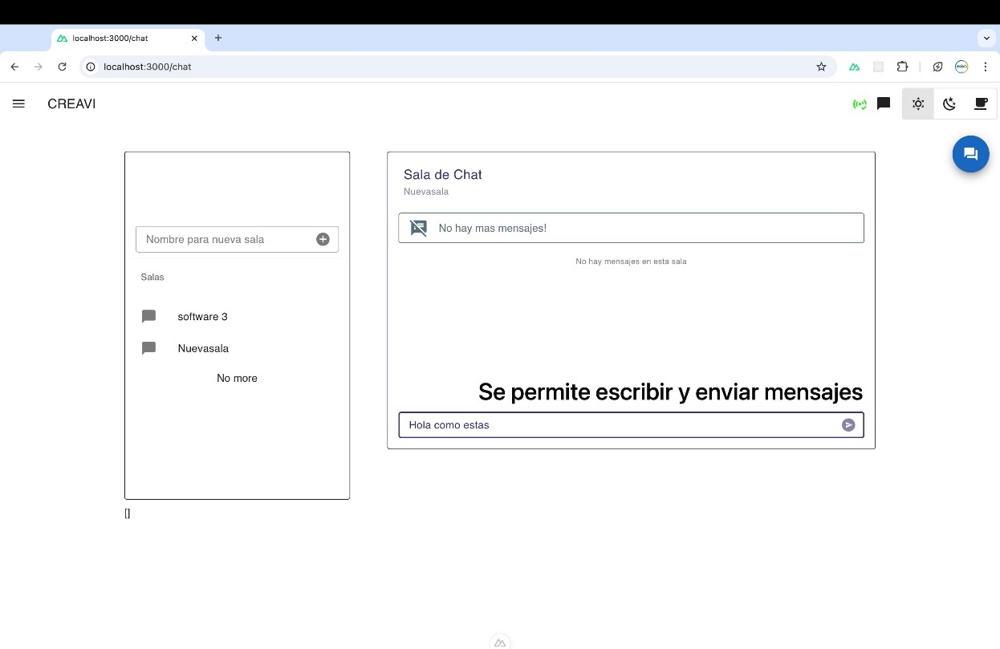 localhost:3000/chat
localhost:3000/chat
CREAVI
Nombre para nueva sala
Salas
software 3
Nuevasala
No more
[]
Sala de Chat
Nuevasala
No hay mas mensajes!
No hay mensajes en esta sala
Se permite escribir y enviar mensajes
Hola como estas